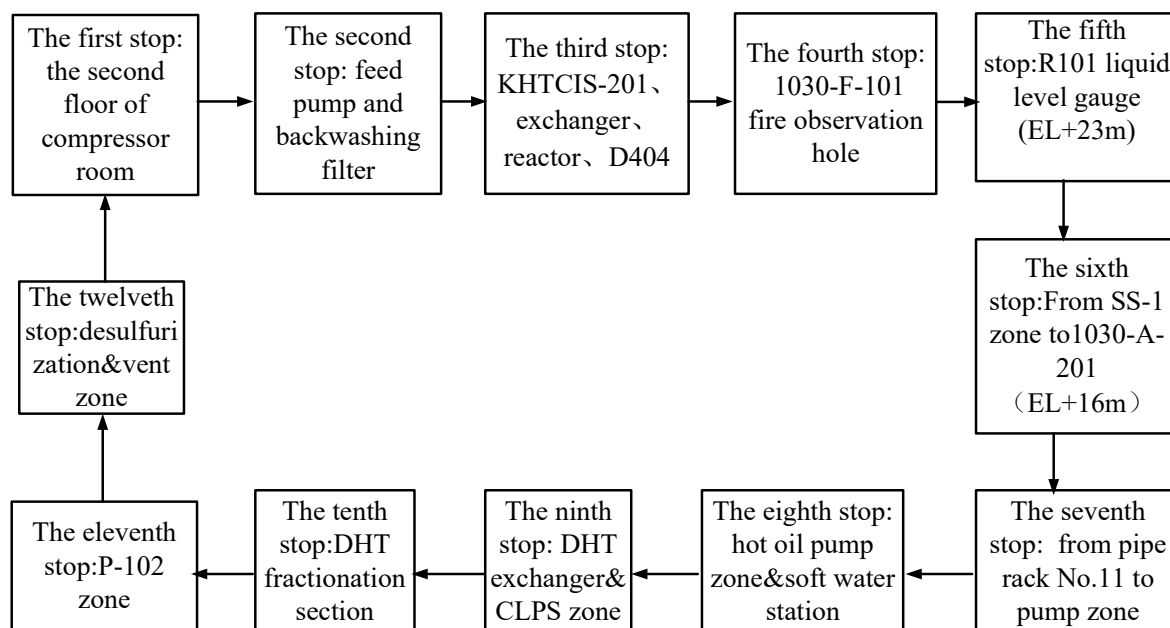 The first stop:
the second
floor of
compressor
room
The second
stop: feed
pump and
backwashing
filter
The third stop:
KHTCIS-201、
exchanger、
reactor、D404
The fourth stop:
1030-F-101
fire observation
hole
The fifth
stop:R101 liquid
level gauge
(EL+23m)
The sixth
stop:From SS-1
zone to1030-A-
201
（EL+16m）
The seventh
stop:  from pipe
rack No.11 to
pump zone
The eighth stop:
hot oil pump
zone&soft water
station
The ninth
stop: DHT
exchanger&
CLPS zone
The tenth
stop:DHT
fractionation
section
The eleventh
stop:P-102
zone
The twelveth
stop:desulfuri
zation&vent
zone